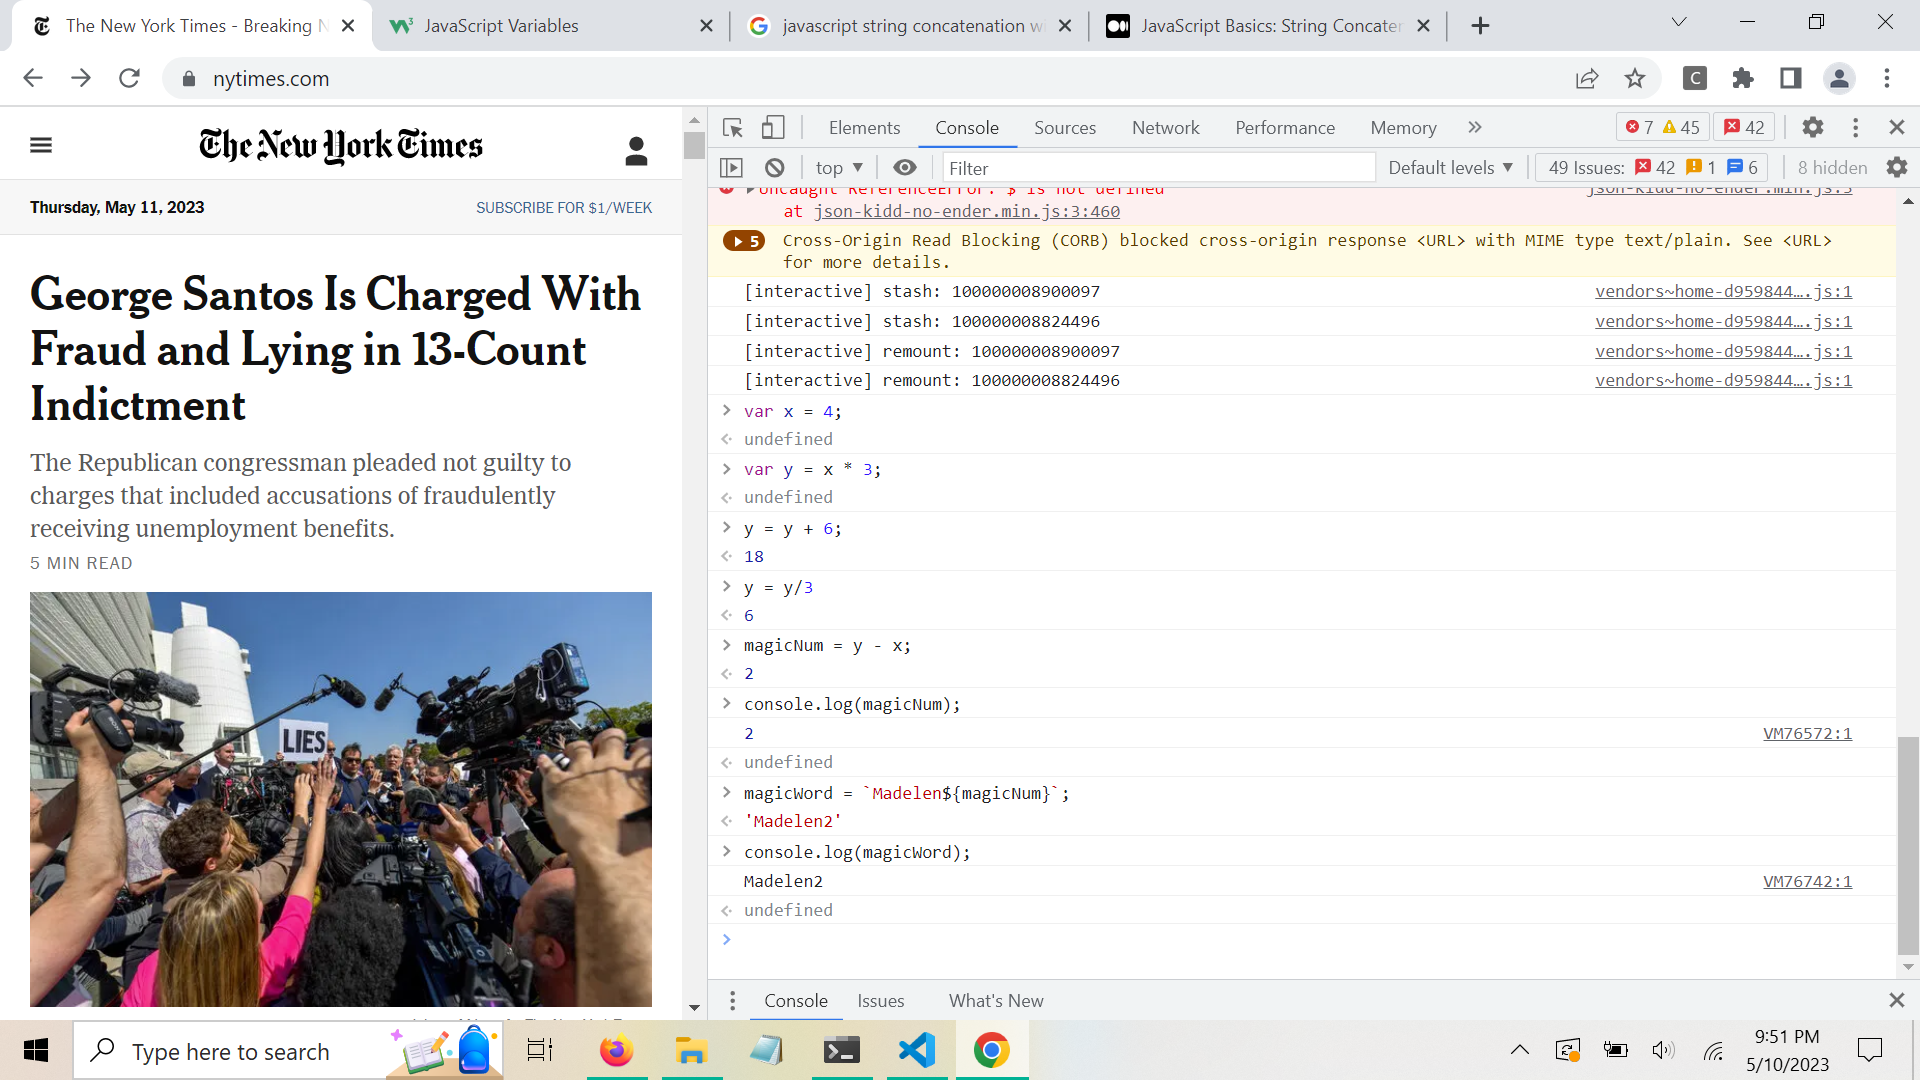 The New York Times - Breaking N
JavaScript Variables
javascript string concatenation wi
JavaScript Basics: String Concaten
nytimes.com
The New York Times
Thursday, May 11, 2023
SUBSCRIBE FOR $1/WEEK
George Santos Is Charged With
Fraud and Lying in 13-Count
Indictment
The Republican congressman pleaded not guilty to
charges that included accusations of fraudulently
receiving unemployment benefits.
5 MIN READ
LIES
Elements Console Sources Network Performance Memory
7 45 42
top Filter Default levels 49 Issues: 42 1 6 8 hidden
Uncaught ReferenceError: $ is not defined json-kidd-no-ender.min.js:3
at json-kidd-no-ender.min.js:3:460
5 Cross-Origin Read Blocking (CORB) blocked cross-origin response <URL> with MIME type text/plain. See <URL>
for more details.
[interactive] stash: 100000008900097 vendors~home-d959844….js:1
[interactive] stash: 100000008824496 vendors~home-d959844….js:1
[interactive] remount: 100000008900097 vendors~home-d959844….js:1
[interactive] remount: 100000008824496 vendors~home-d959844….js:1
> var x = 4;
undefined
> var y = x * 3;
undefined
> y = y + 6;
18
> y = y/3
6
> magicNum = y - x;
2
> console.log(magicNum);
2 VM76572:1
undefined
> magicWord = `Madelen${magicNum}`;
'Madelen2'
> console.log(magicWord);
Madelen2 VM76742:1
undefined
>
Console Issues What's New
Type here to search
9:51 PM
5/10/2023